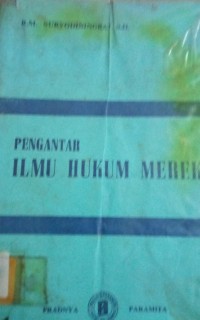 R.M. SURYODININGRAT S.H.
PENGANTAR
ILMU HUKUM MEREK
PRADNYA PARAMITA